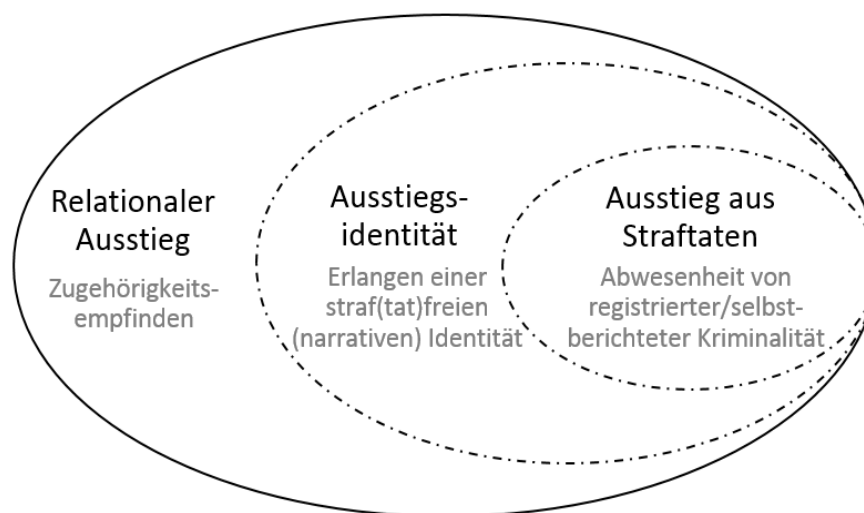 Relationaler
Ausstieg
Zugehörigkeits-
empfinden
Ausstiegs-
identität
Erlangen einer
straf(tat)freien
(narrativen) Identität
Ausstieg aus
Straftaten
Abwesenheit von
registrierter/selbst-
berichteter Kriminalität